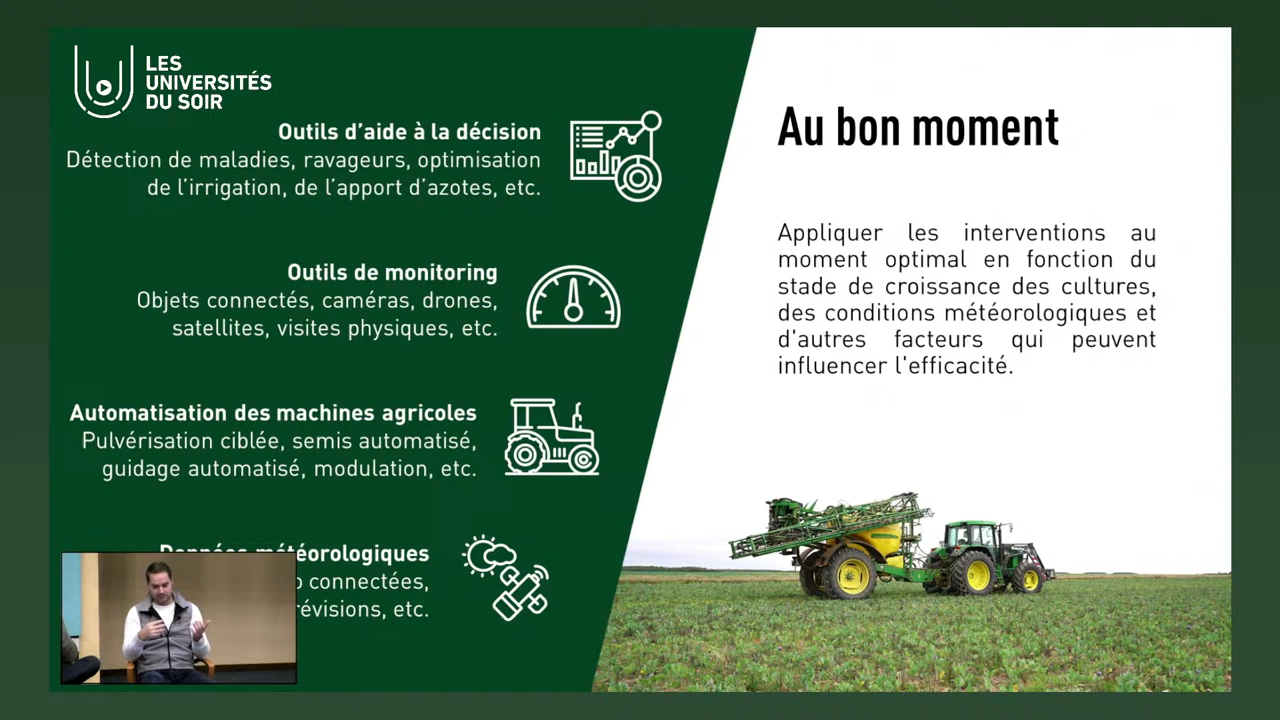 LES
UNIVERSITÉS
DU SOIR
Outils d'aide à la décision
Détection de maladies, ravageurs, optimisation
de l'irrigation, de l'apport d'azotes, etc.
Outils de monitoring
Objets connectés, caméras, drones,
satellites, visites physiques, etc.
Automatisation des machines agricoles
Pulvérisation ciblée, semis automatisé,
guidage automatisé, modulation, etc.
Données météorologiques
connectées,
etc.
Au bon moment
Appliquer les interventions au
moment optimal en fonction du
stade de croissance des cultures,
des conditions météorologiques et
d'autres facteurs qui peuvent
influencer l'efficacité.